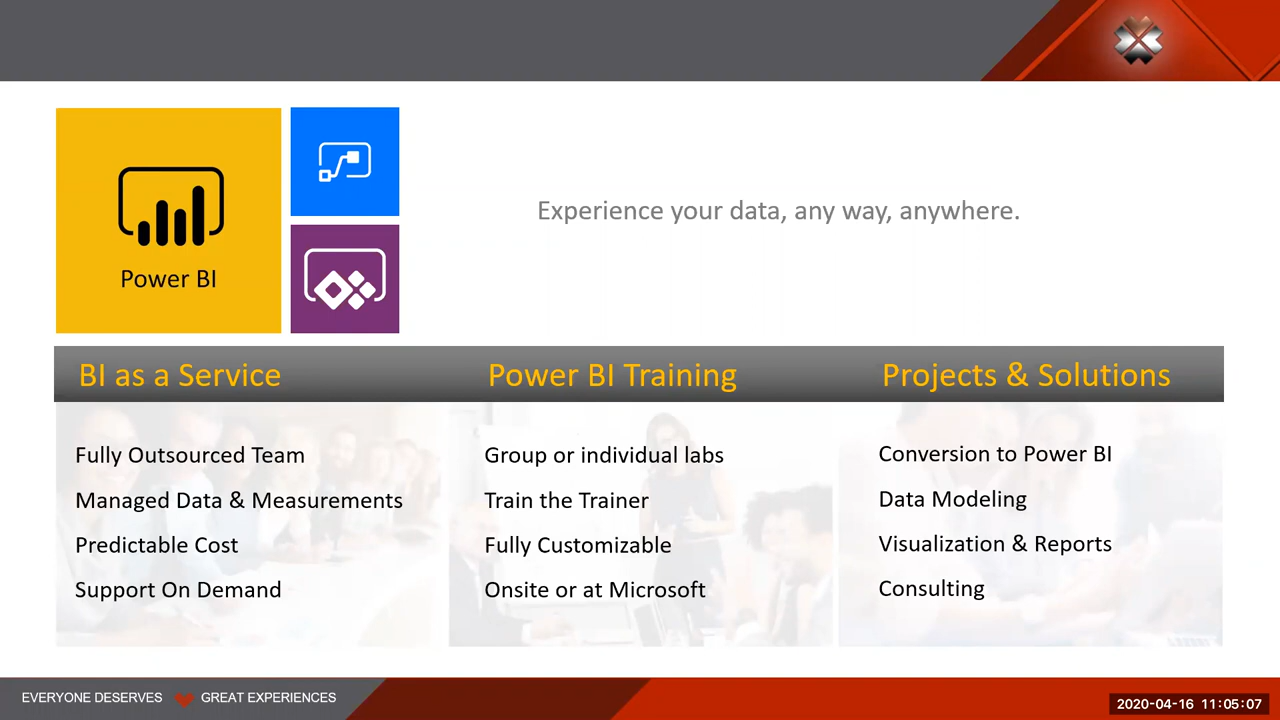 Power BI
Experience your data, any way, anywhere.
BI as a Service
Fully Outsourced Team
Managed Data & Measurements
Predictable Cost
Support On Demand
Power BI Training
Group or individual labs
Train the Trainer
Fully Customizable
Onsite or at Microsoft
Projects & Solutions
Conversion to Power BI
Data Modeling
Visualization & Reports
Consulting
EVERYONE DESERVES GREAT EXPERIENCES
2020-04-16 11:05:07